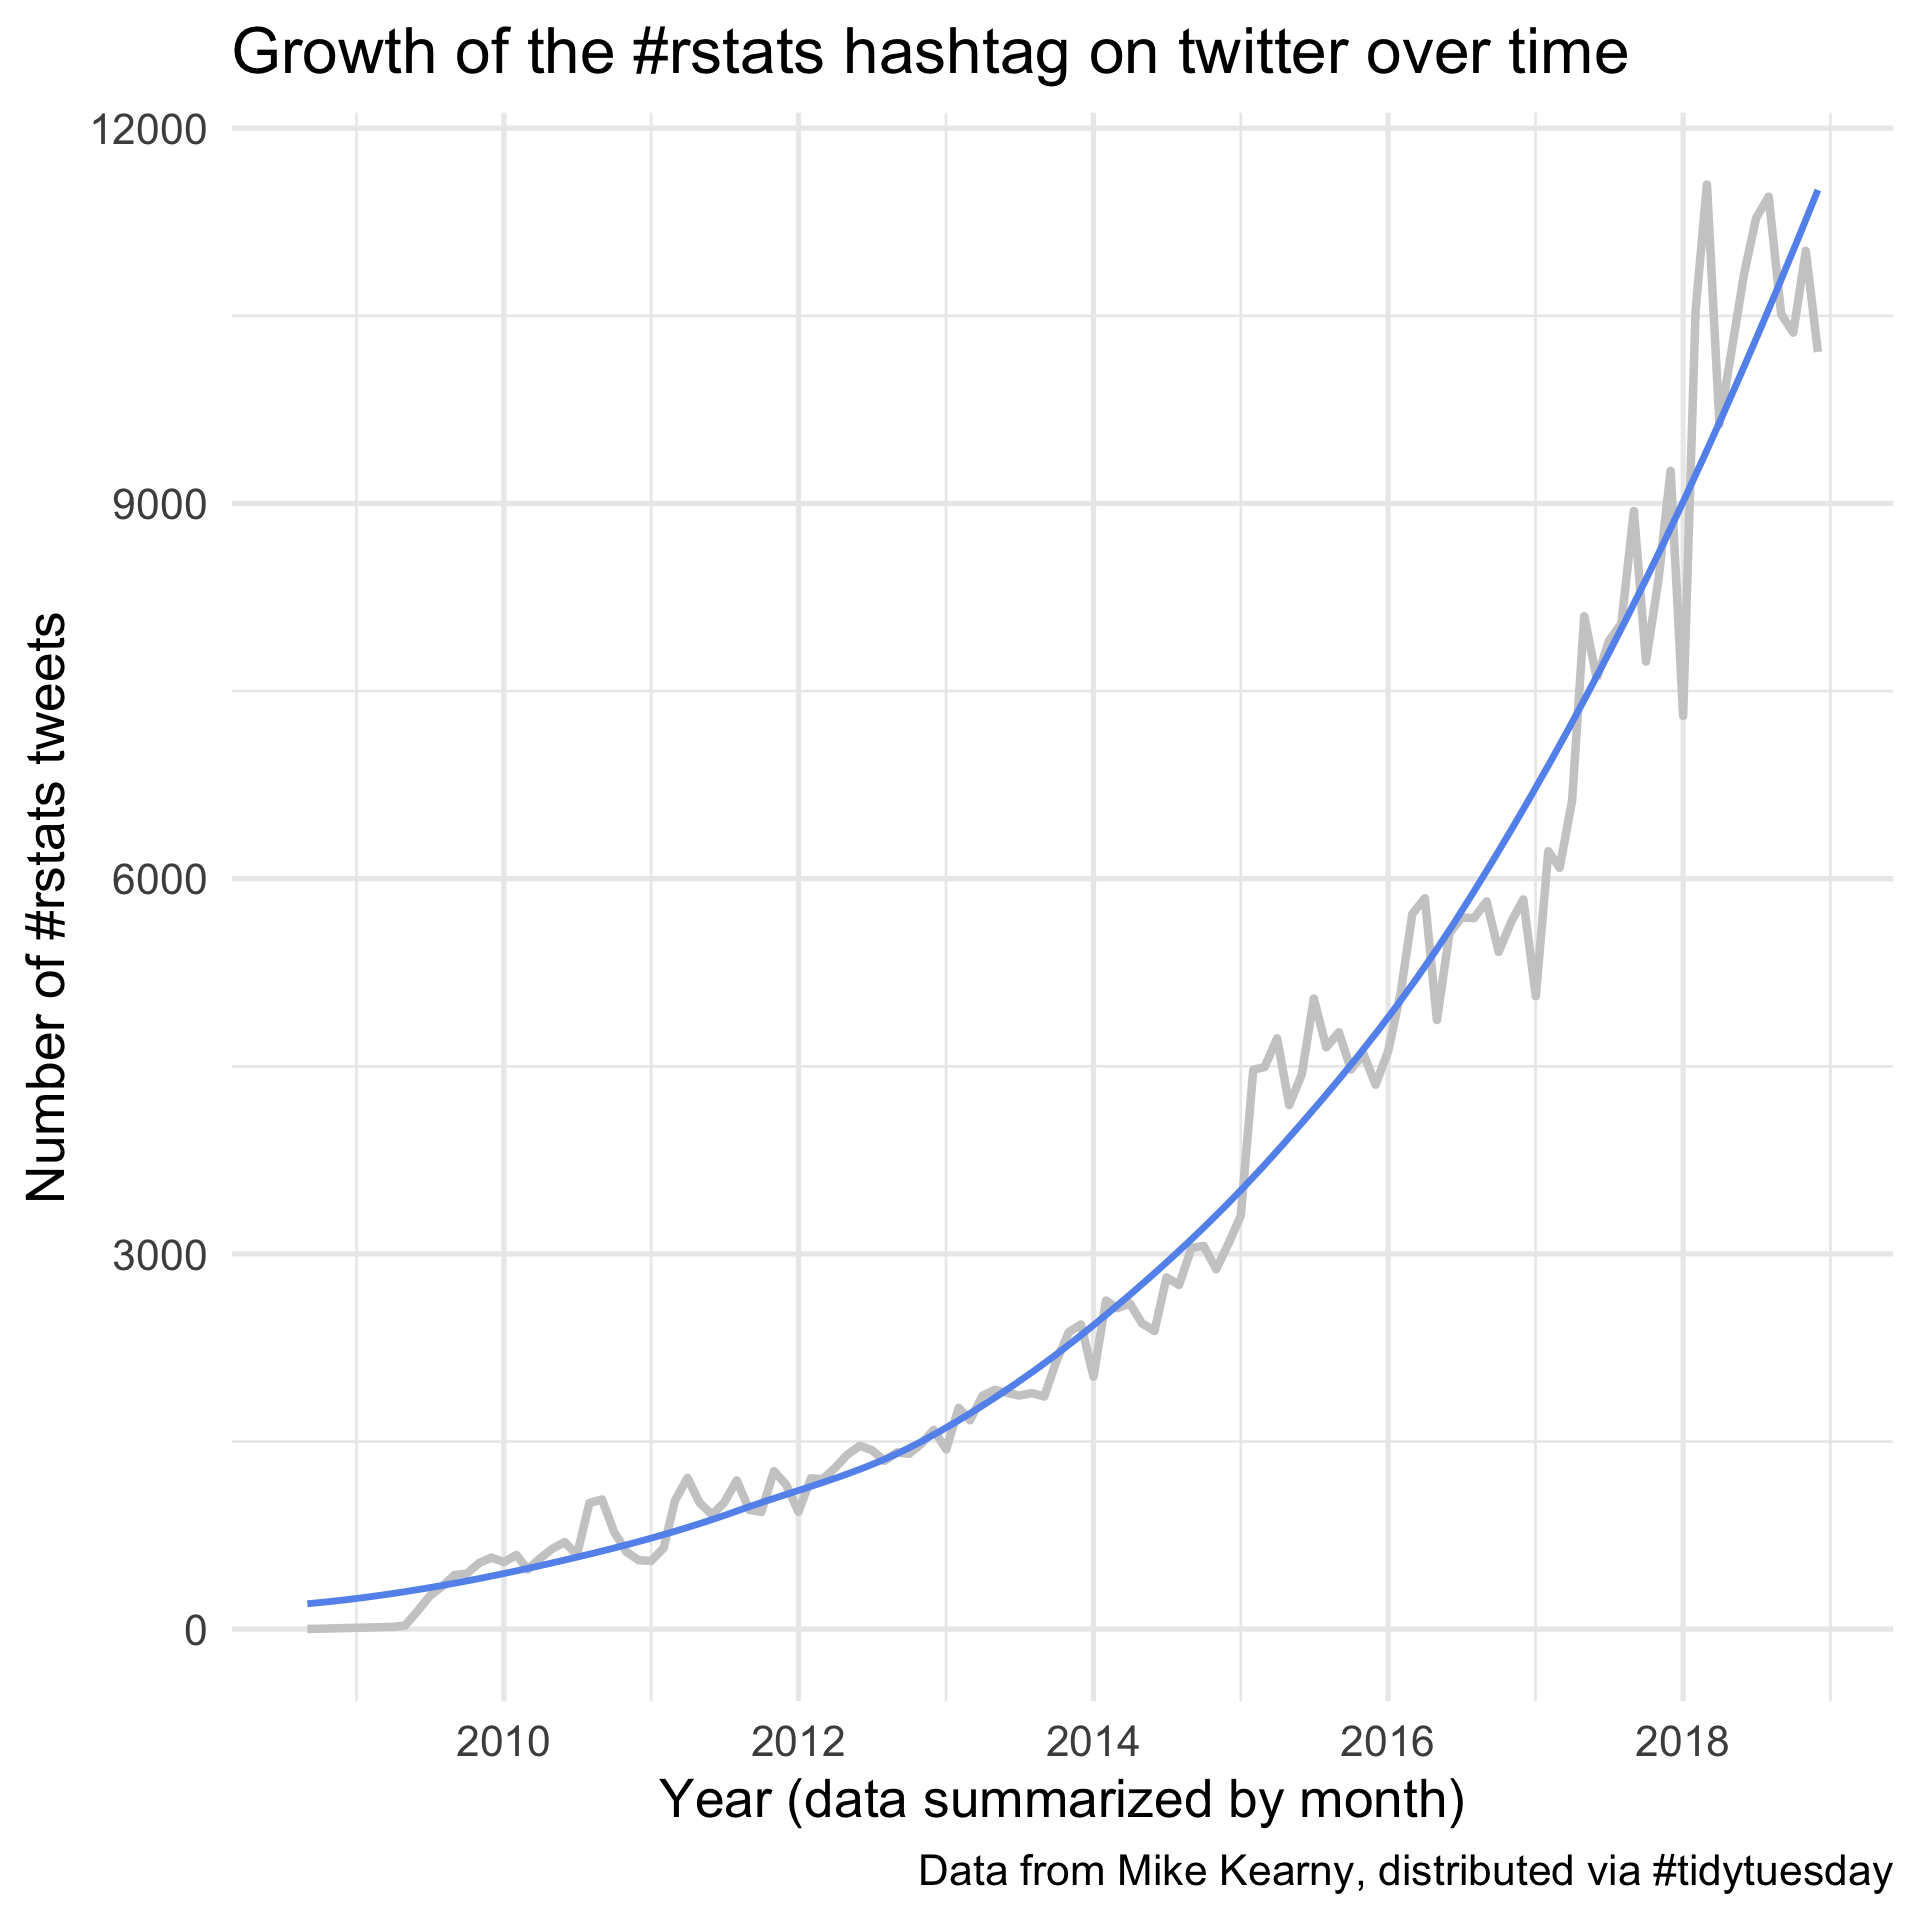 Growth of the #rstats hashtag on twitter over time
12000
9000
6000
3000
0
Number of #rstats tweets
2010 2012 2014 2016 2018
Year (data summarized by month)
Data from Mike Kearny, distributed via #tidytuesday